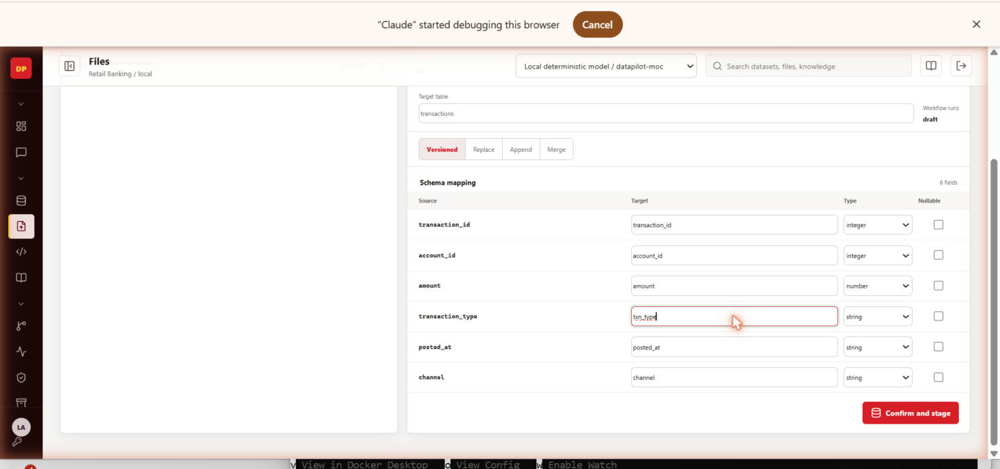 "Claude" started debugging this browser
Cancel
DP
Files
Retail Banking / local
Local deterministic model / datapilot-moc
Search datasets, files, knowledge
Target table
transactions
Workflow runs
draft
Versioned
Replace
Append
Merge
Schema mapping
6 fields
Source Target Type Nullable
transaction_id transaction_id integer
account_id account_id integer
amount amount number
transaction_type txn_type string
posted_at posted_at string
channel channel string
Confirm and stage
LA
v View in Docker Desktop o View Config w Enable Watch